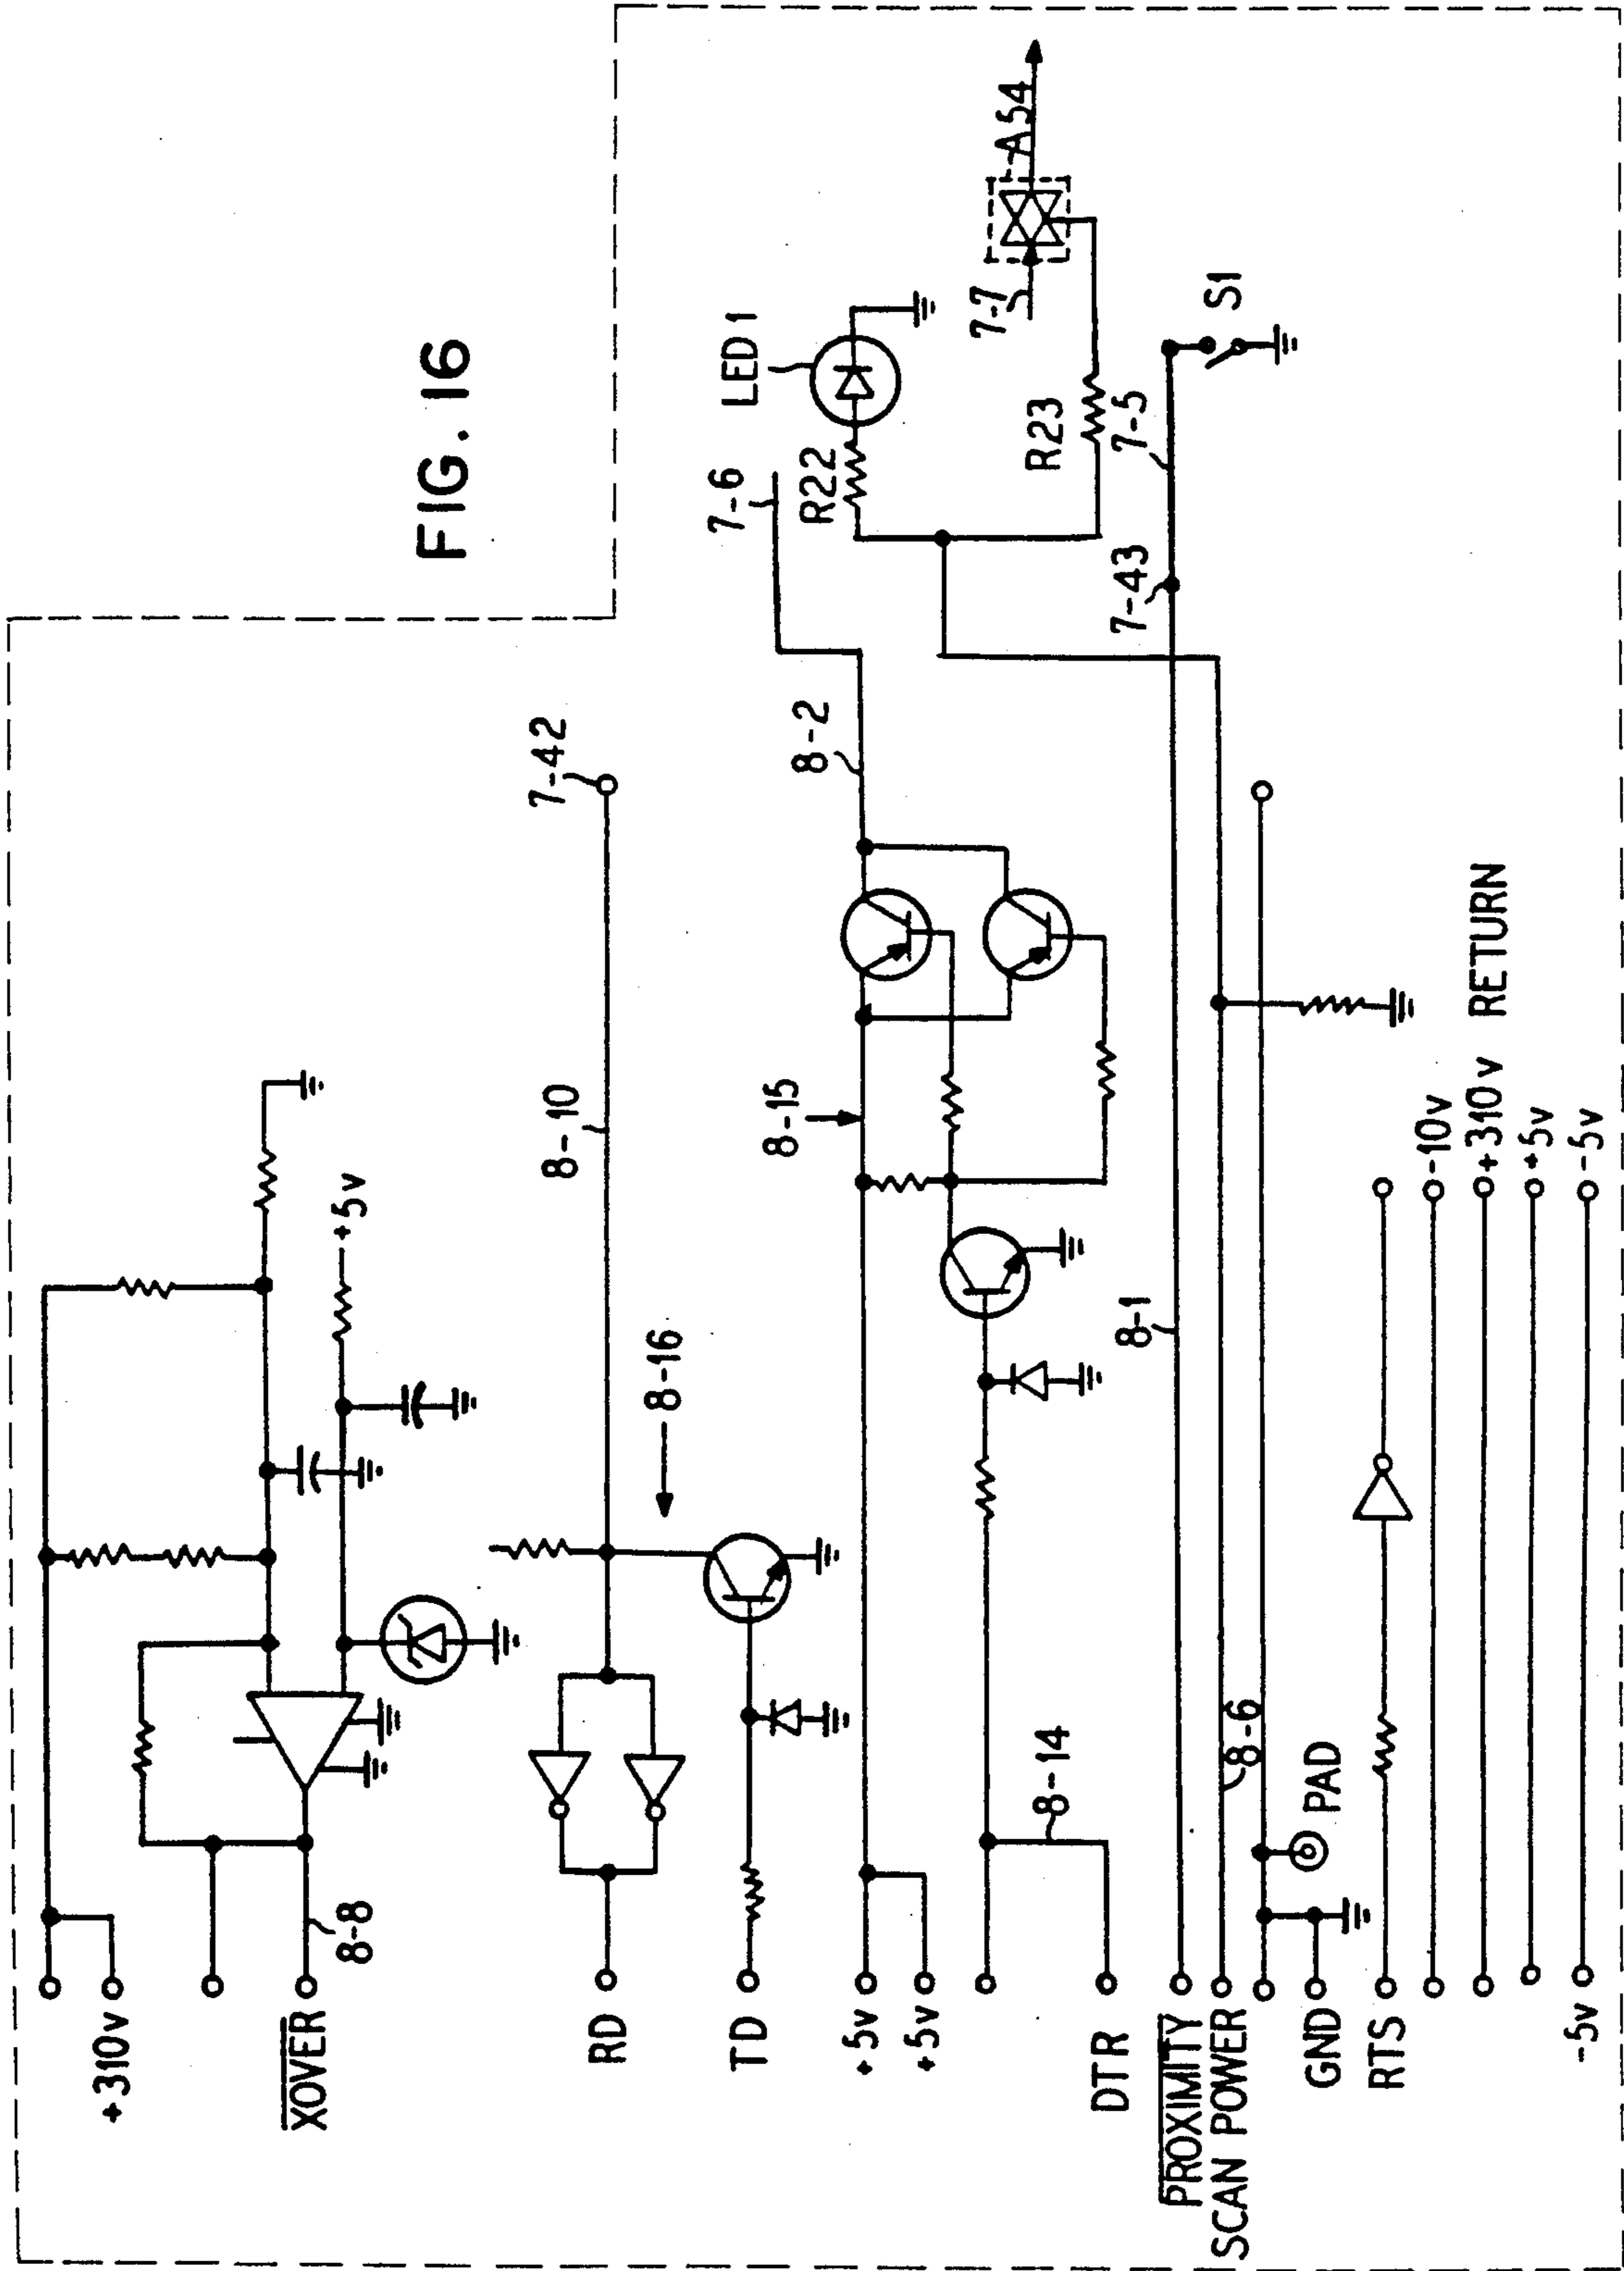 FIG. 16
+310v
XOVER
8-8
+5v
RD
TD
8-16
8-10
7-42
+5v
+5v
8-15
8-2
7-6
R22
LED 1
7-7
A54
R23
7-5
S1
7-43
DTR
8-14
8-1
PROXIMITY
SCAN POWER
8-6
GND
PAD
RTS
-10v
+310v RETURN
+5v
-5v
-5v